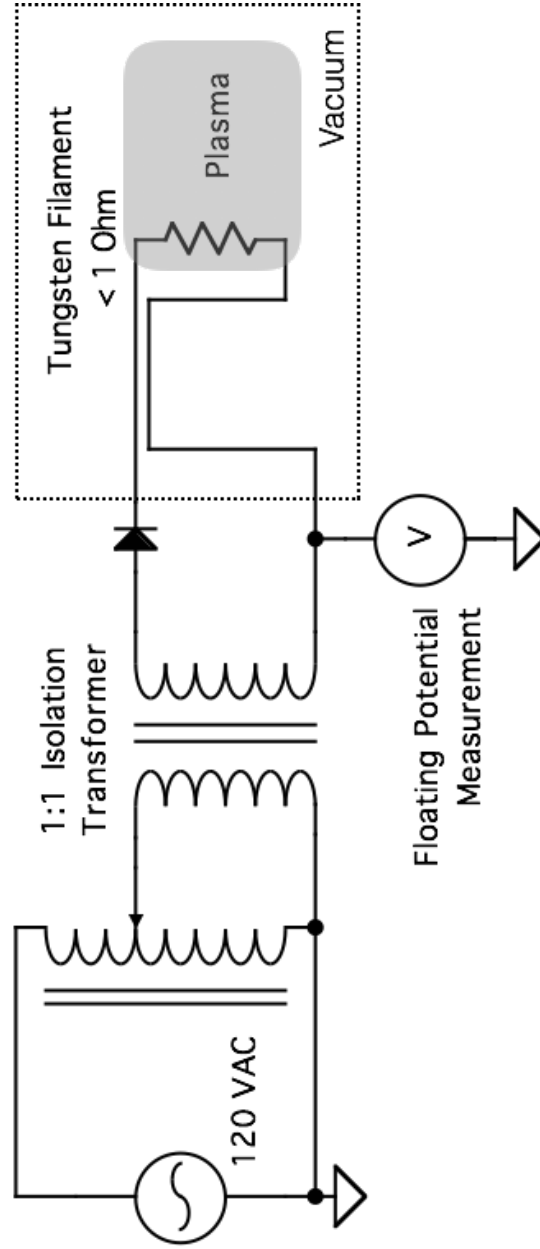 120 VAC
1:1 Isolation
Transformer
Floating Potential
Measurement
V
Tungsten Filament
< 1 Ohm
Plasma
Vacuum